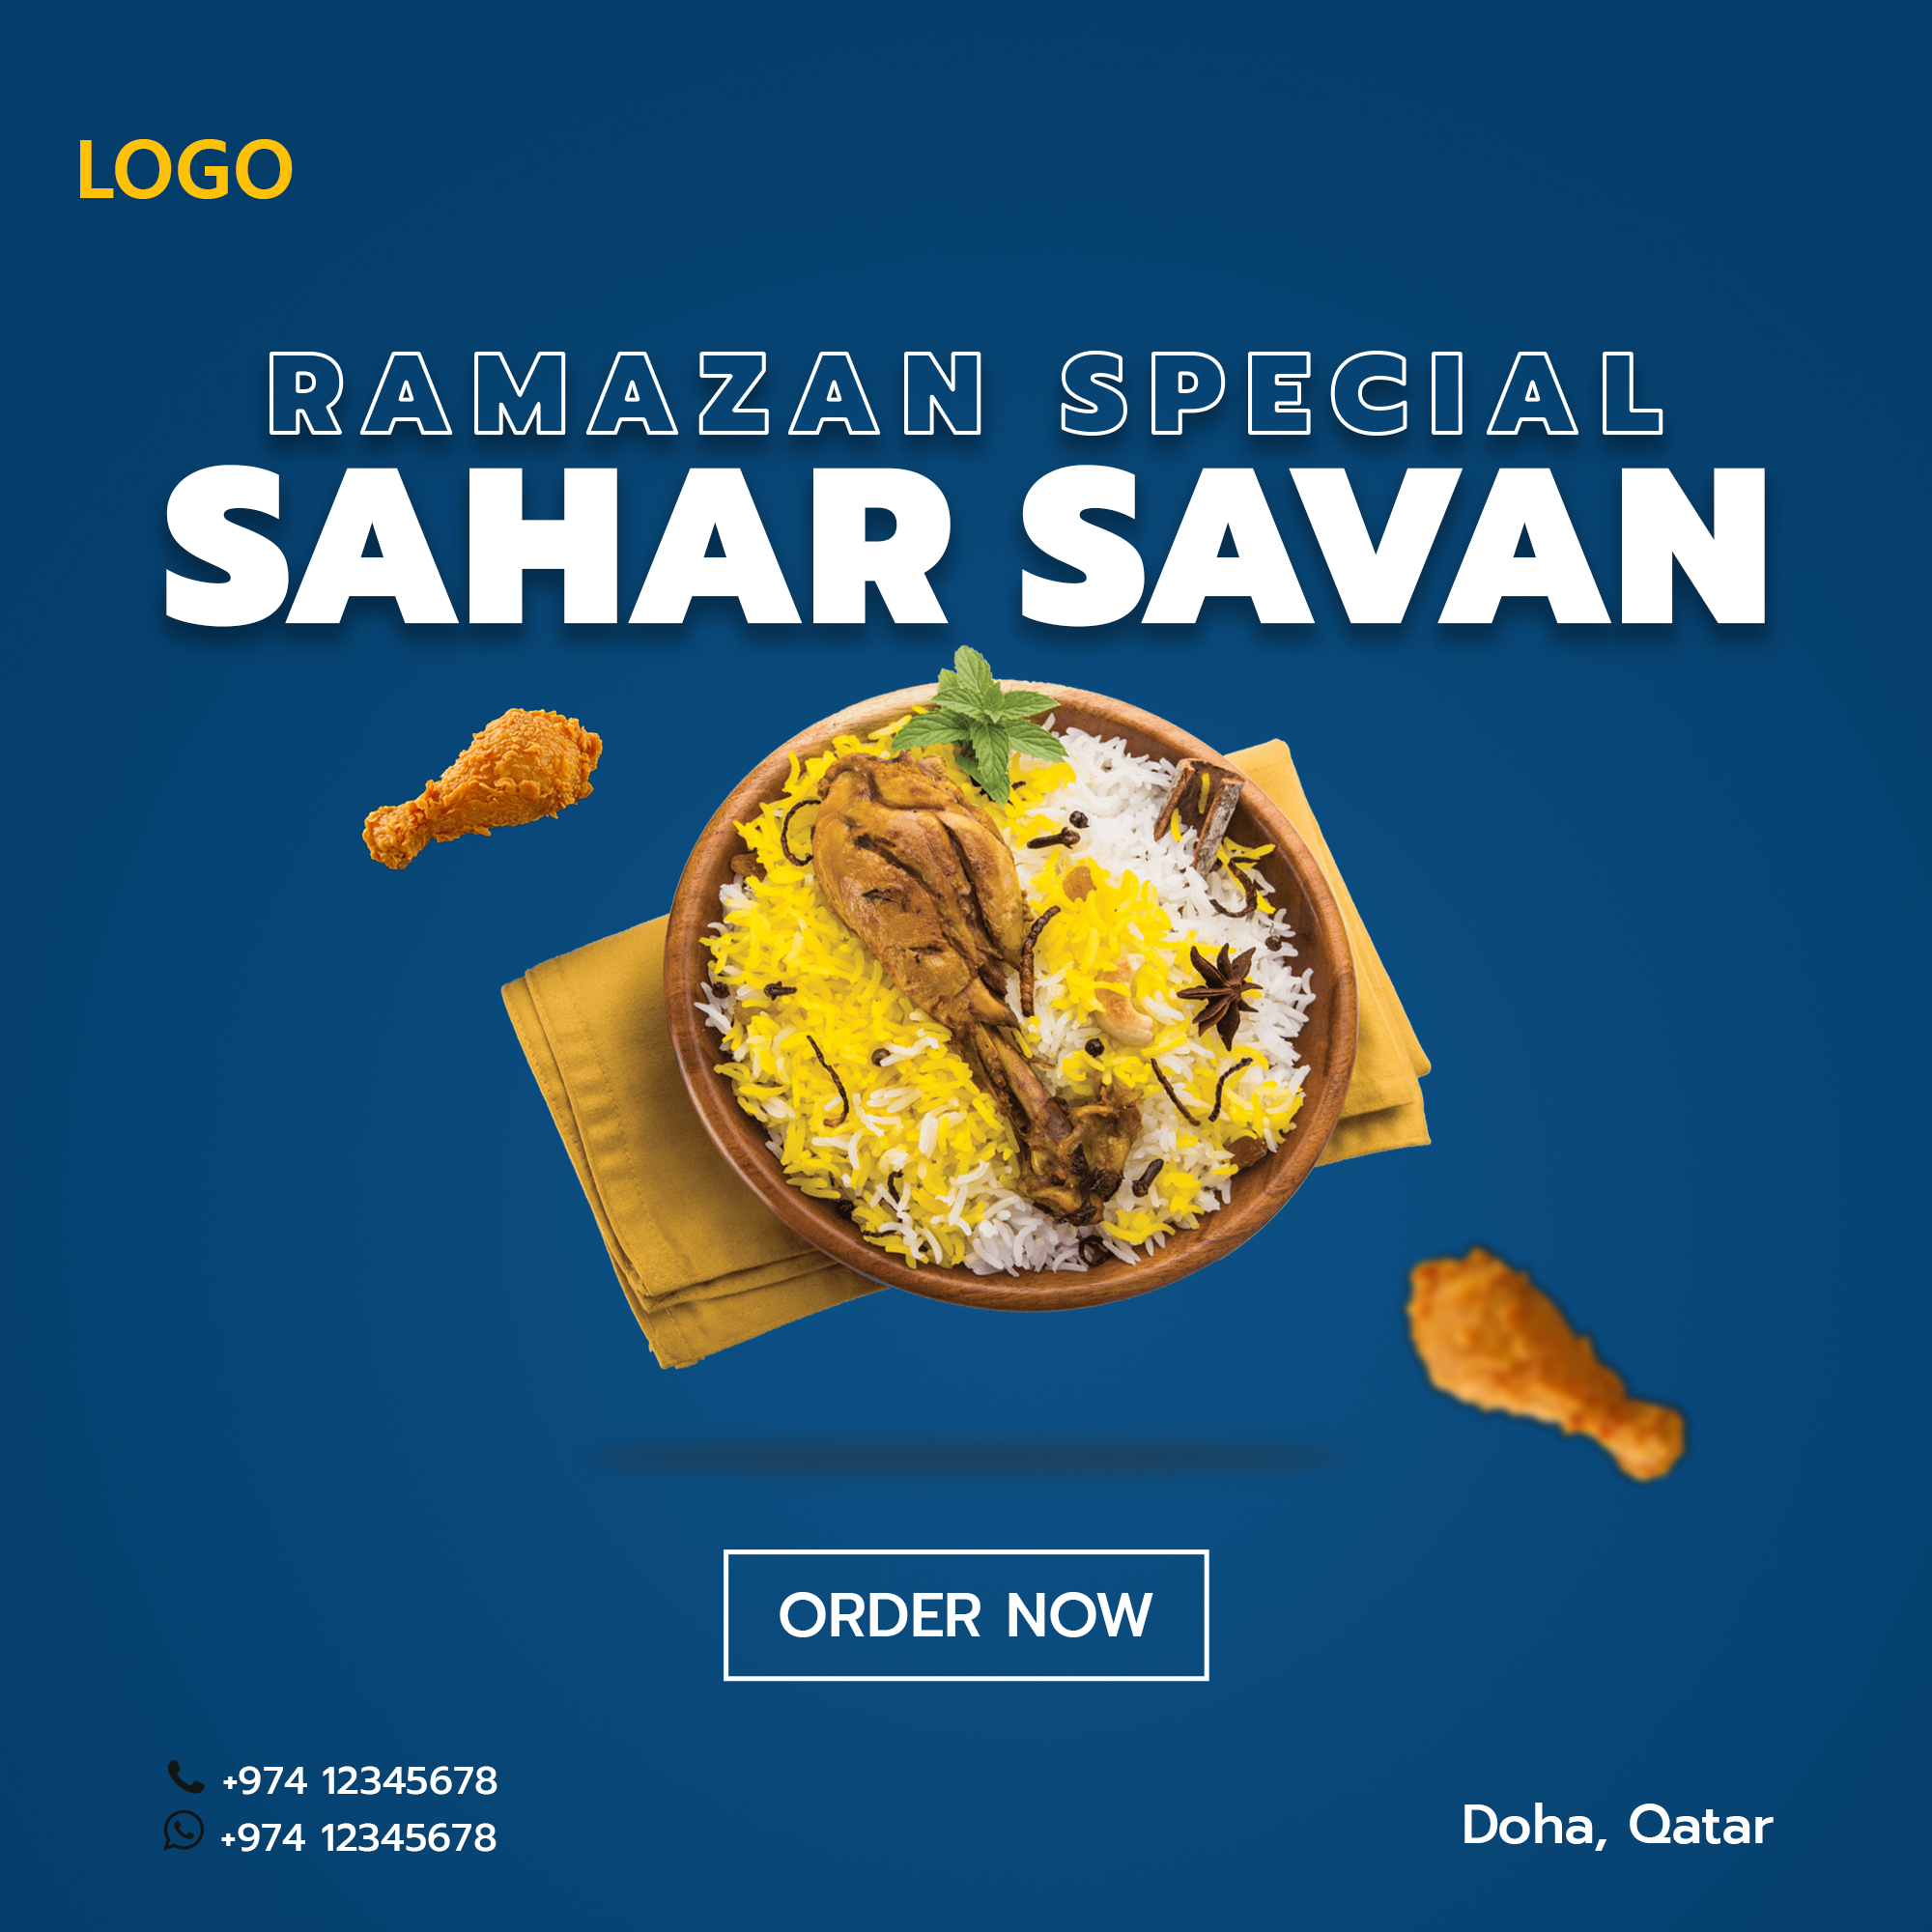 LOGO
RAMAZAN SPECIAL
SAHAR SAVAN
ORDER NOW
+974 12345678
+974 12345678
Doha, Qatar